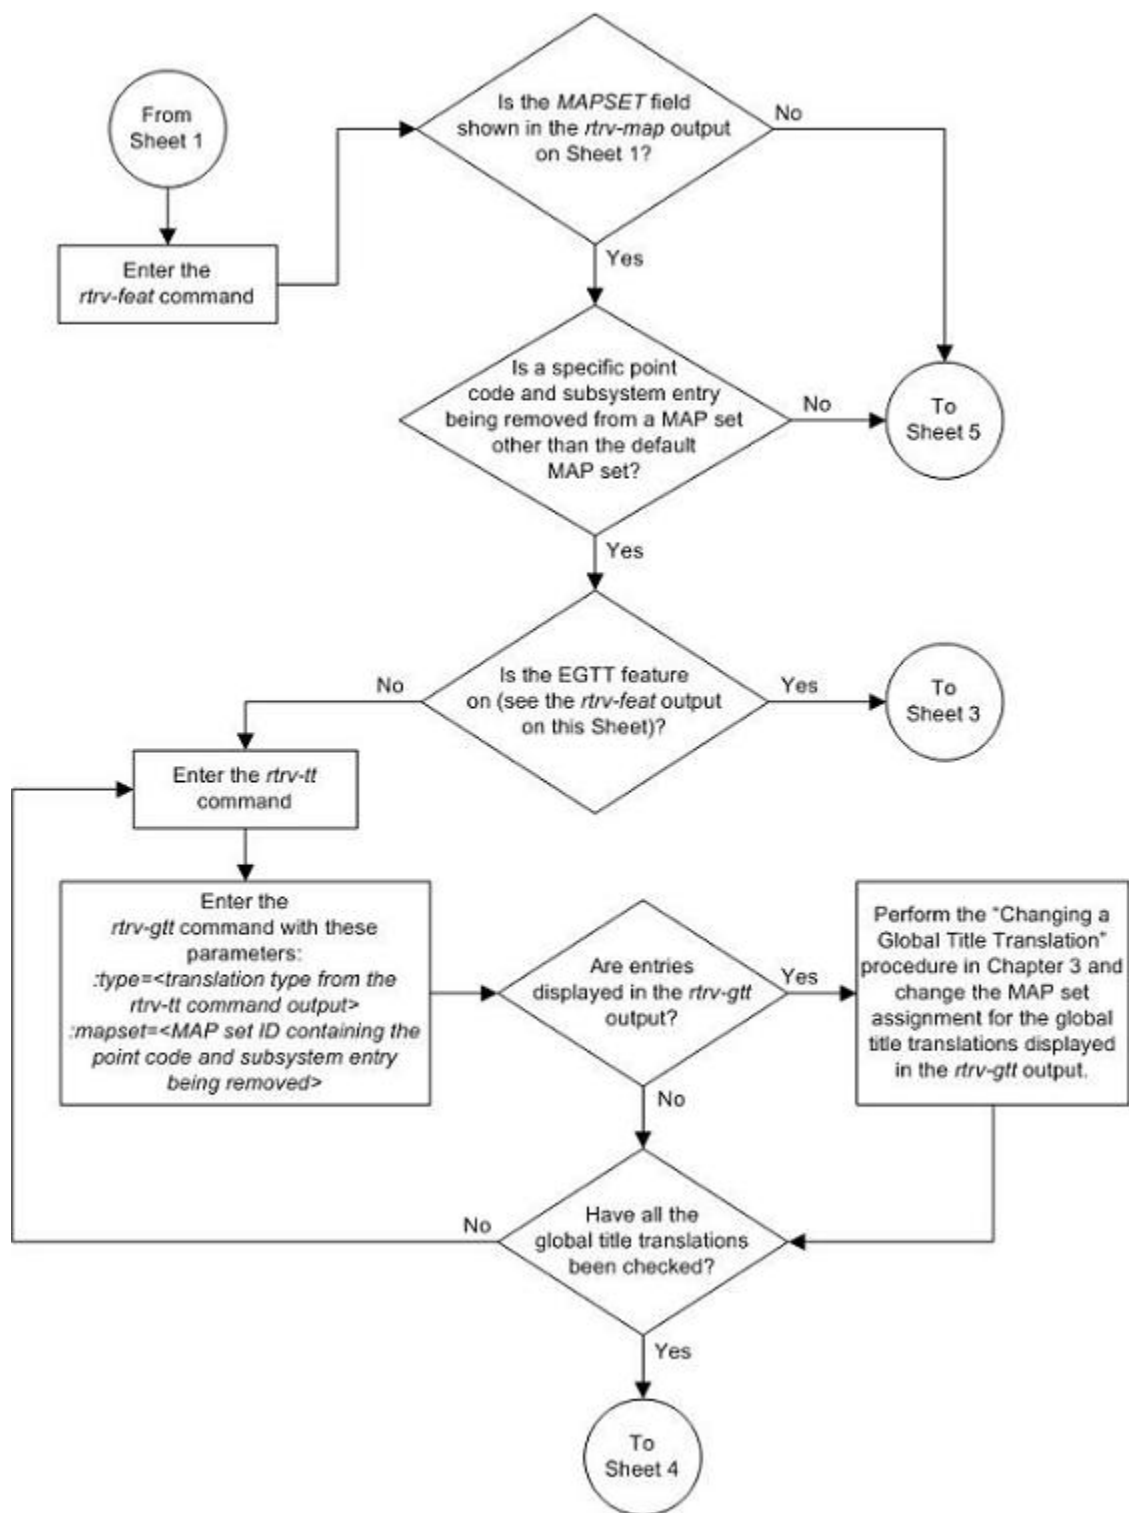 From
Sheet 1
Enter the
rtrv-feat command
Is the MAPSET field
shown in the rtrv-map output
on Sheet 1?
No
Yes
Is a specific point
code and subsystem entry
being removed from a MAP set
other than the default
MAP set?
No
To
Sheet 5
Yes
Is the EGTT feature
on (see the rtrv-feat output
on this Sheet)?
No
Yes
To
Sheet 3
Enter the rtrv-tt
command
Enter the
rtrv-gtt command with these
parameters:
:type=<translation type from the
rtrv-tt command output>
:mapset=<MAP set ID containing the
point code and subsystem entry
being removed>
Are entries
displayed in the rtrv-gtt
output?
Yes
Perform the “Changing a
Global Title Translation”
procedure in Chapter 3 and
change the MAP set
assignment for the global
title translations displayed
in the rtrv-gtt output.
No
Have all the
global title translations
been checked?
No
Yes
To
Sheet 4